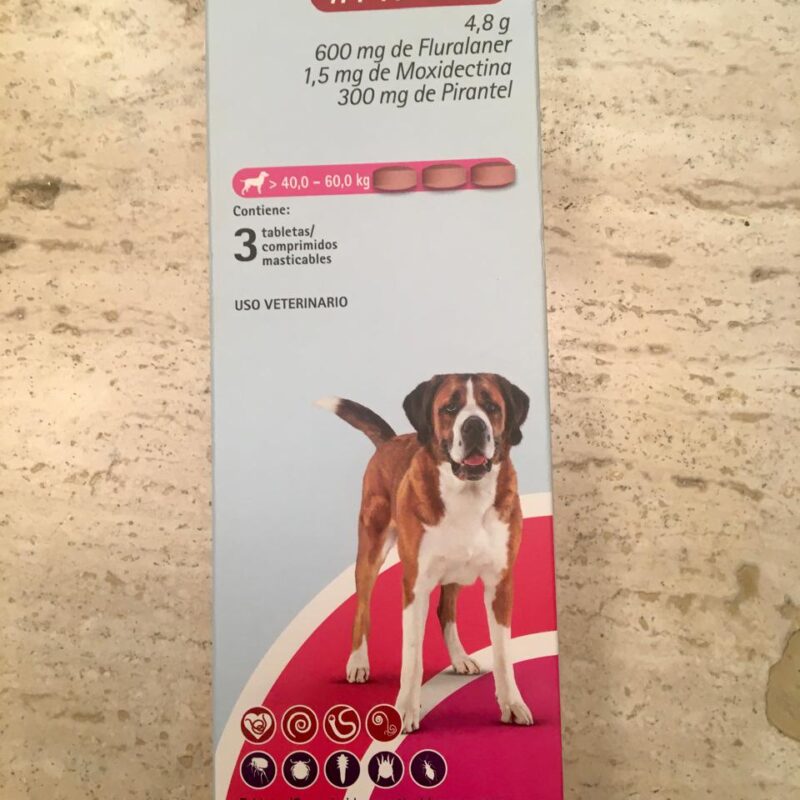 4,8 g
600 mg de Fluralaner
1,5 mg de Moxidectina
300 mg de Pirantel
> 40,0 – 60,0 kg
Contiene:
3 tabletas/
comprimidos
masticables
USO VETERINARIO